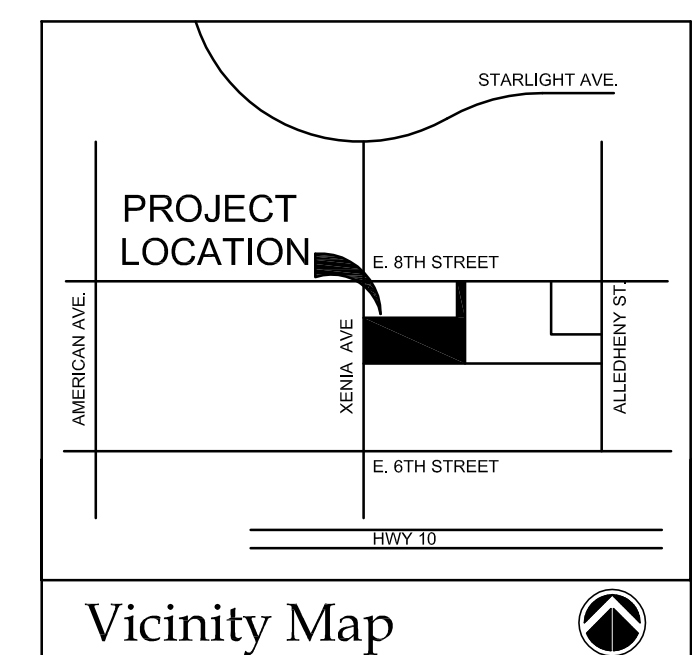 STARLIGHT AVE.
PROJECT
LOCATION
E. 8TH STREET
AMERICAN AVE.
XENIA AVE
ALLEDHENY ST.
E. 6TH STREET
HWY 10
Vicinity Map